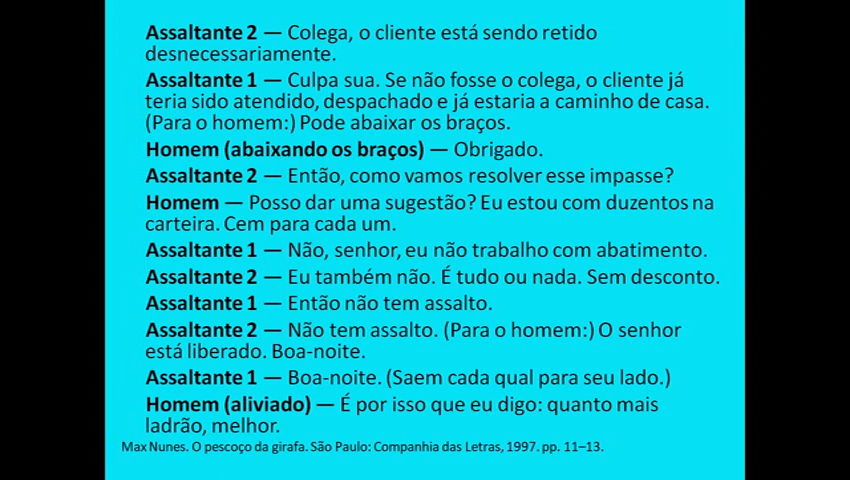 Assaltante 2 — Colega, o cliente está sendo retido
desnecessariamente.
Assaltante 1 — Culpa sua. Se não fosse o colega, o cliente já
teria sido atendido, despachado e já estaria a caminho de casa.
(Para o homem:) Pode abaixar os braços.
Homem (abaixando os braços) — Obrigado.
Assaltante 2 — Então, como vamos resolver esse impasse?
Homem — Posso dar uma sugestão? Eu estou com duzentos na
carteira. Cem para cada um.
Assaltante 1 — Não, senhor, eu não trabalho com abatimento.
Assaltante 2 — Eu também não. É tudo ou nada. Sem desconto.
Assaltante 1 — Então não tem assalto.
Assaltante 2 — Não tem assalto. (Para o homem:) O senhor
está liberado. Boa-noite.
Assaltante 1 — Boa-noite. (Saem cada qual para seu lado.)
Homem (aliviado) — É por isso que eu digo: quanto mais
ladrão, melhor.
Max Nunes. O pescoço da girafa. São Paulo: Companhia das Letras, 1997. pp. 11–13.